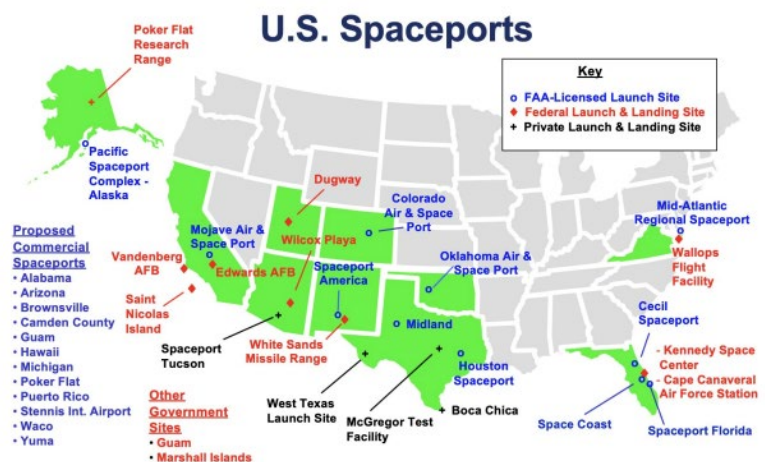 U.S. Spaceports
Poker Flat
Research
Range
Key
FAA-Licensed Launch Site
Federal Launch & Landing Site
Private Launch & Landing Site
Pacific
Spaceport
Complex -
Alaska
Dugway
Colorado
Air & Space
Port
Mid-Atlantic
Regional Spaceport
Proposed
Commercial
Spaceports
• Alabama
• Arizona
• Brownsville
• Camden County
• Guam
• Hawaii
• Michigan
• Poker Flat
• Puerto Rico
• Stennis Int. Airport
• Waco
• Yuma
Mojave Air &
Space Port
Wilcox Playa
Vandenberg
AFB
Edwards AFB
Spaceport
America
Oklahoma Air &
Space Port
Wallops
Flight
Facility
Saint
Nicolas
Island
Midland
Cecil
Spaceport
Spaceport
Tucson
White Sands
Missile Range
Houston
Spaceport
- Kennedy Space
Center
- Cape Canaveral
Air Force Station
West Texas
Launch Site
McGregor Test
Facility
Boca Chica
Space Coast
Spaceport Florida
Other
Government
Sites
• Guam
• Marshall Islands